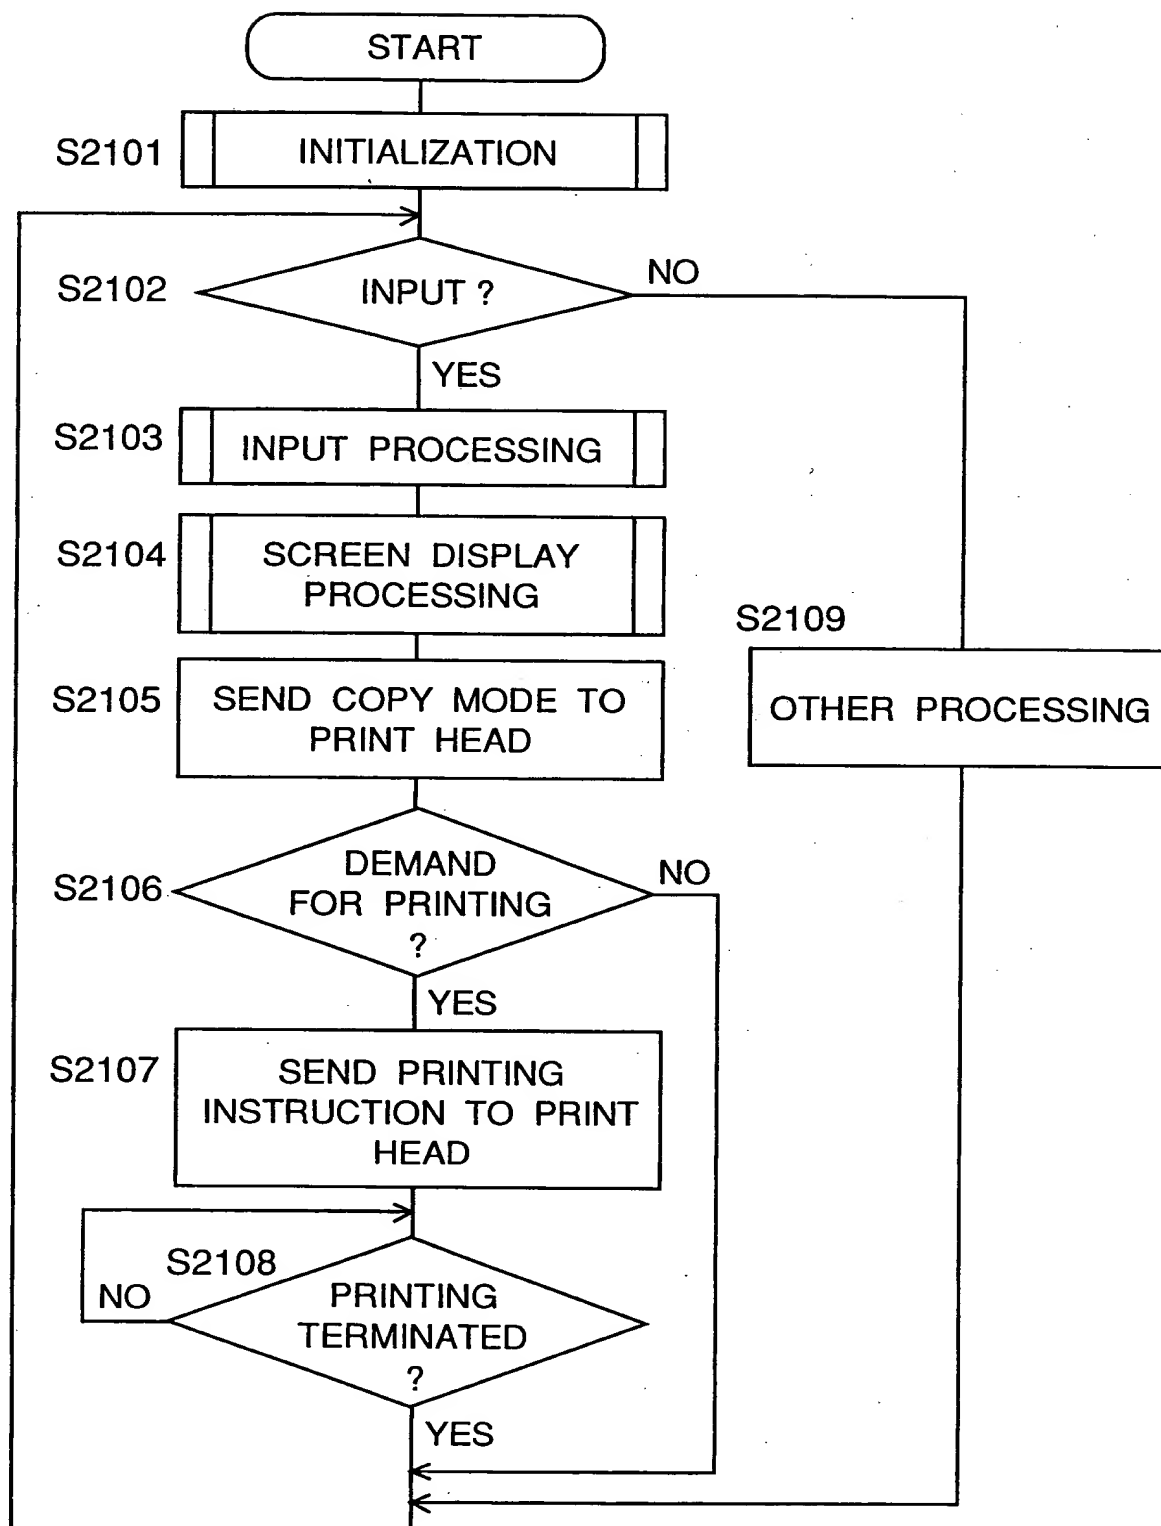 START
S2101
INITIALIZATION
S2102
INPUT ?
NO
YES
S2103
INPUT PROCESSING
S2104
SCREEN DISPLAY
PROCESSING
S2109
OTHER PROCESSING
S2105
SEND COPY MODE TO
PRINT HEAD
S2106
DEMAND
FOR PRINTING
?
NO
YES
S2107
SEND PRINTING
INSTRUCTION TO PRINT
HEAD
S2108
NO
PRINTING
TERMINATED
?
YES